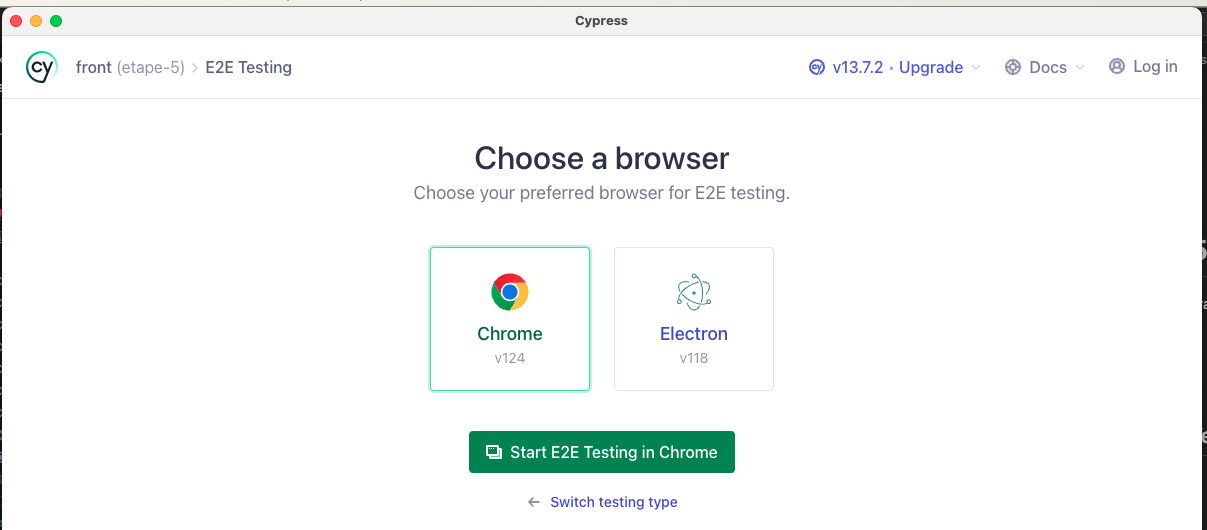 Cypress
cy front (etape-5) > E2E Testing
cy v13.7.2 • Upgrade Docs Log in
Choose a browser
Choose your preferred browser for E2E testing.
Chrome
v124
Electron
v118
Start E2E Testing in Chrome
← Switch testing type